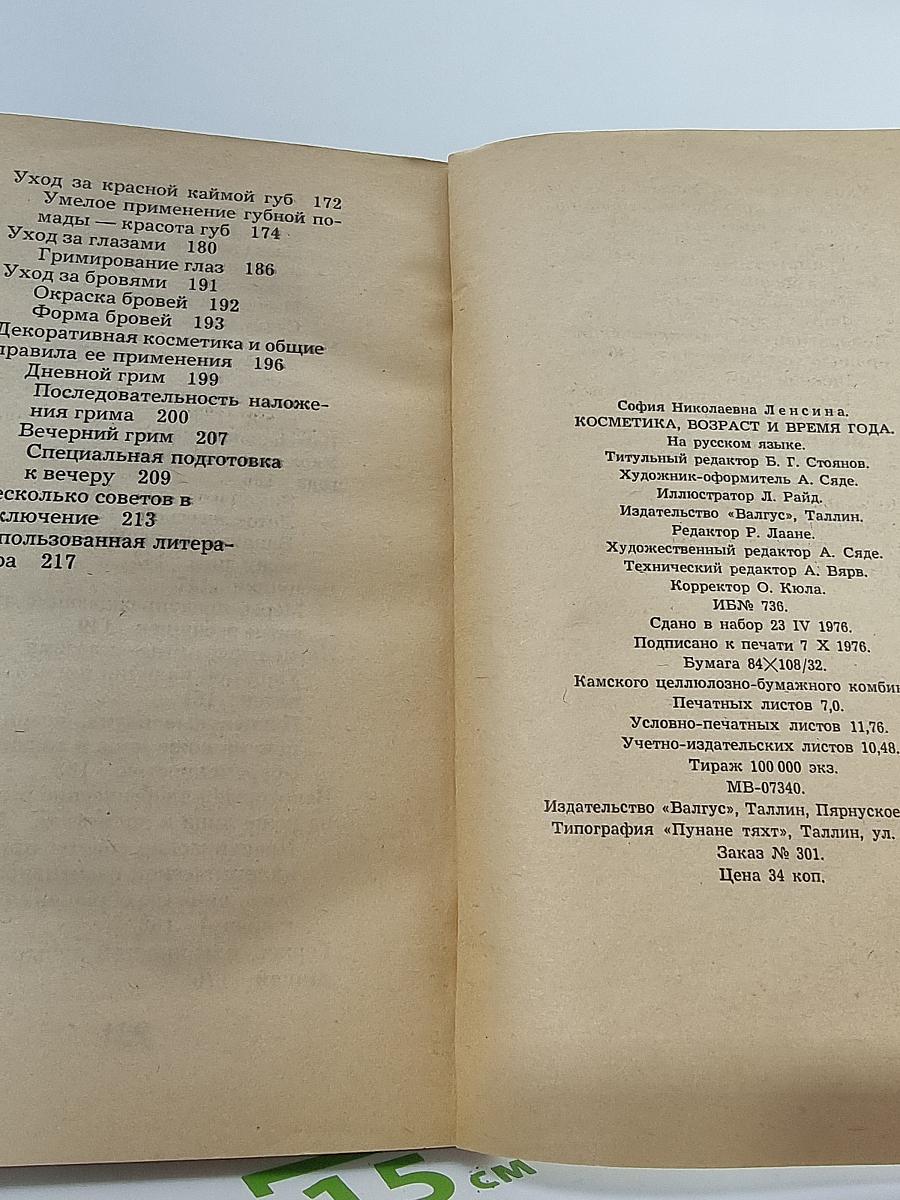 Уход за красной каймой губ 172
Умелое применение губной по-
мады — красота губ 174
Уход за глазами 180
Гримирование глаз 186
Уход за бровями 191
Окраска бровей 192
Форма бровей 193
Декоративная косметика и общие
правила ее применения 196
Дневной грим 199
Последовательность наложе-
ния грима 200
Вечерний грим 207
Специальная подготовка
к вечеру 209
есколько советов в
ключение 213
пользованная литера-
ра 217
София Николаевна Ленсина.
КОСМЕТИКА, ВОЗРАСТ И ВРЕМЯ ГОДА.
На русском языке.
Титульный редактор Б. Г. Стоянов.
Художник-оформитель А. Сяде.
Иллюстратор Л. Райд.
Издательство «Валгус», Таллин.
Редактор Р. Лаане.
Художественный редактор А. Сяде.
Технический редактор А. Вярв.
Корректор О. Кюла.
ИБ№ 736.
Сдано в набор 23 IV 1976.
Подписано к печати 7 X 1976.
Бумага 84×108/32.
Камского целлюлозно-бумажного комбин
Печатных листов 7,0.
Условно-печатных листов 11,76.
Учетно-издательских листов 10,48.
Тираж 100 000 экз.
МВ-07340.
Издательство «Валгус», Таллин, Пярнуское
Типография «Пунане тяхт», Таллин, ул.
Заказ № 301.
Цена 34 коп.
15 см